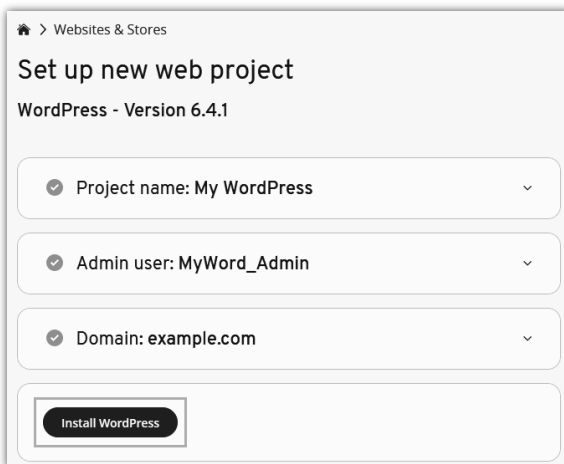 Websites & Stores
Set up new web project
WordPress - Version 6.4.1
Project name: My WordPress
Admin user: MyWord_Admin
Domain: example.com
Install WordPress